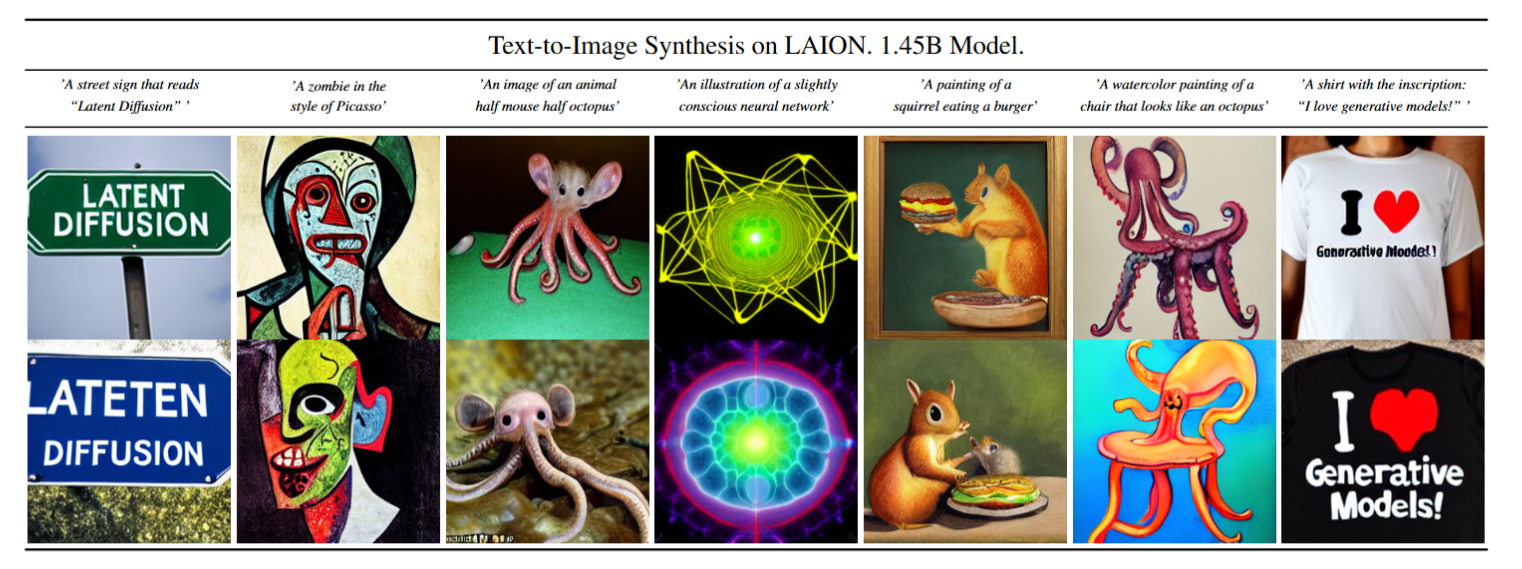 Text-to-Image Synthesis on LAION. 1.45B Model.
’A street sign that reads
“Latent Diffusion” ’
’A zombie in the
style of Picasso’
’An image of an animal
half mouse half octopus’
’An illustration of a slightly
conscious neural network’
’A painting of a
squirrel eating a burger’
’A watercolor painting of a
chair that looks like an octopus’
’A shirt with the inscription:
“I love generative models!” ’
LATENT
DIFFUSION
I
LATETEN
DIFFUSION
I
Generative
Models!